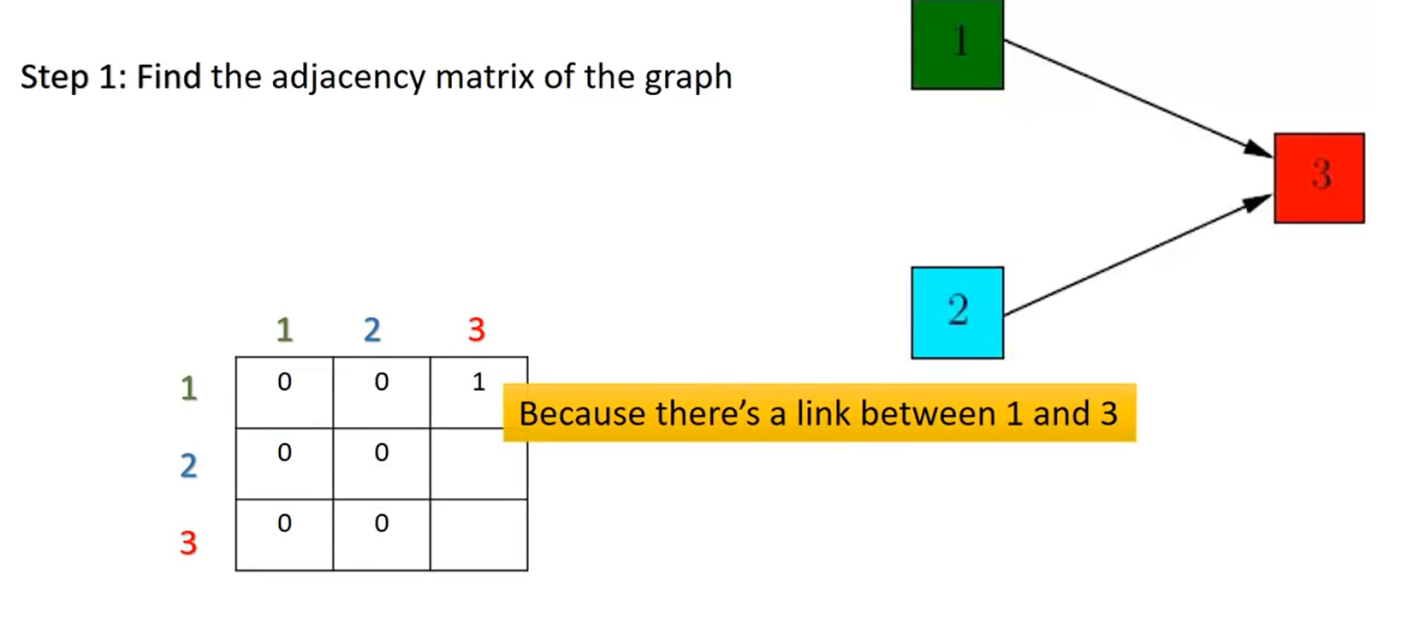 1
Step 1: Find the adjacency matrix of the graph
3
2
1 2 3
1 0 0 1
Because there’s a link between 1 and 3
2 0 0
3 0 0